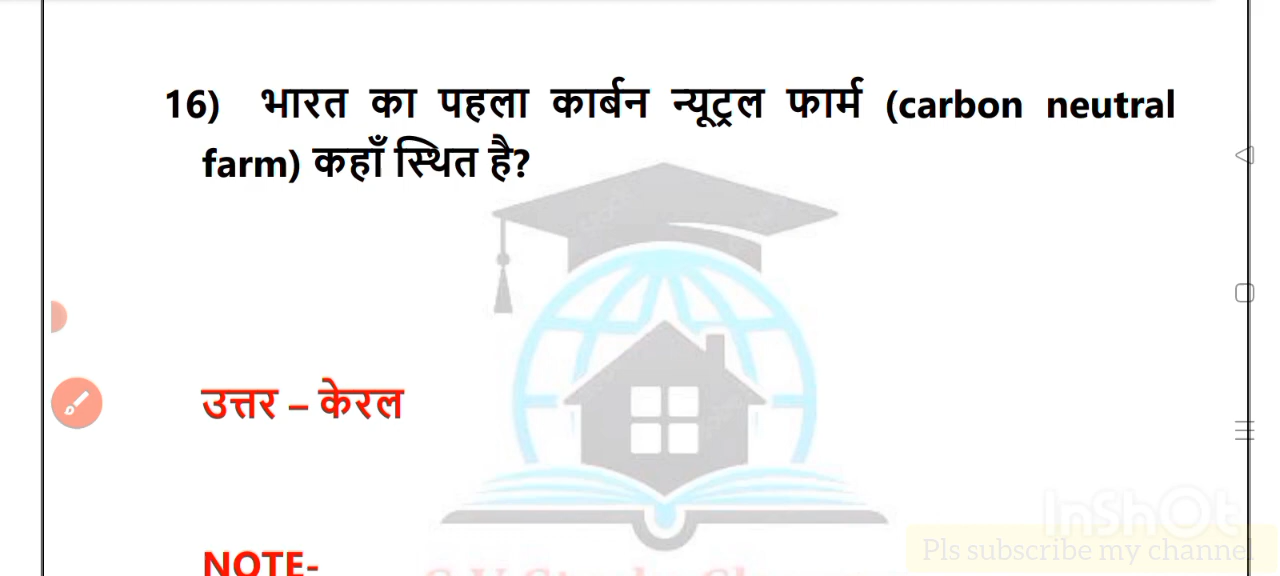 16) भारत का पहला कार्बन न्यूट्रल फार्म (carbon neutral
farm) कहाँ स्थित है?
उत्तर – केरल
NOTE-
InShOt
Pls subscribe my channel